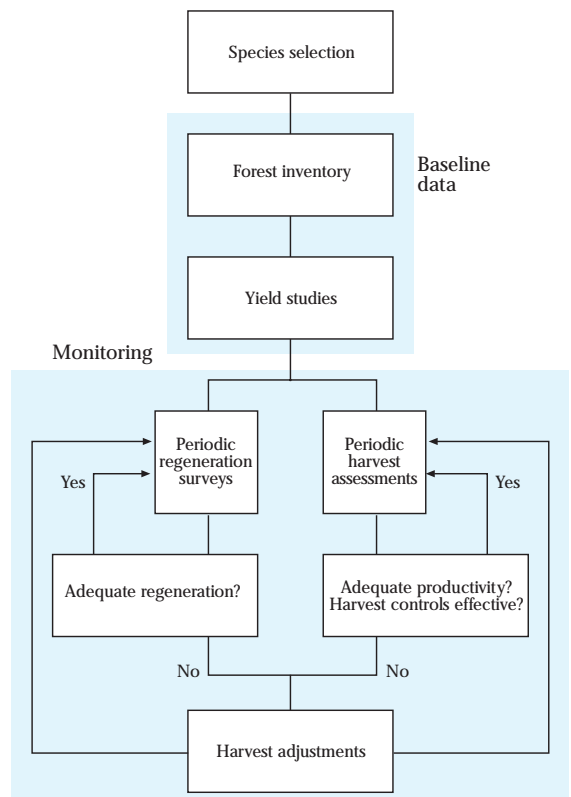 Species selection
Forest inventory
Baseline
data
Yield studies
Monitoring
Periodic
regeneration
surveys
Periodic
harvest
assessments
Yes
Yes
Adequate regeneration?
Adequate productivity?
Harvest controls effective?
No
No
Harvest adjustments